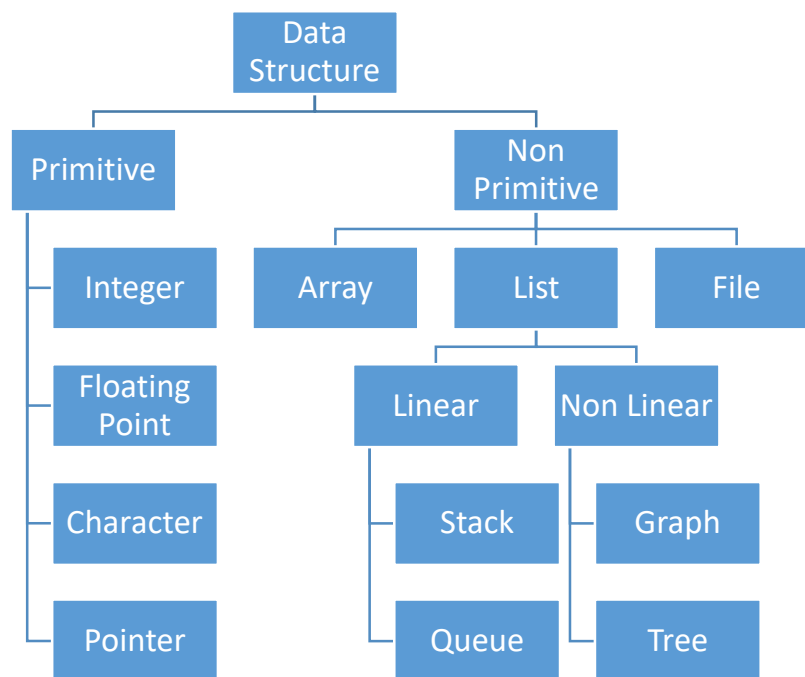 Data
Structure
Primitive
Non
Primitive
Integer
Array
List
File
Floating
Point
Linear
Non Linear
Character
Stack
Graph
Pointer
Queue
Tree